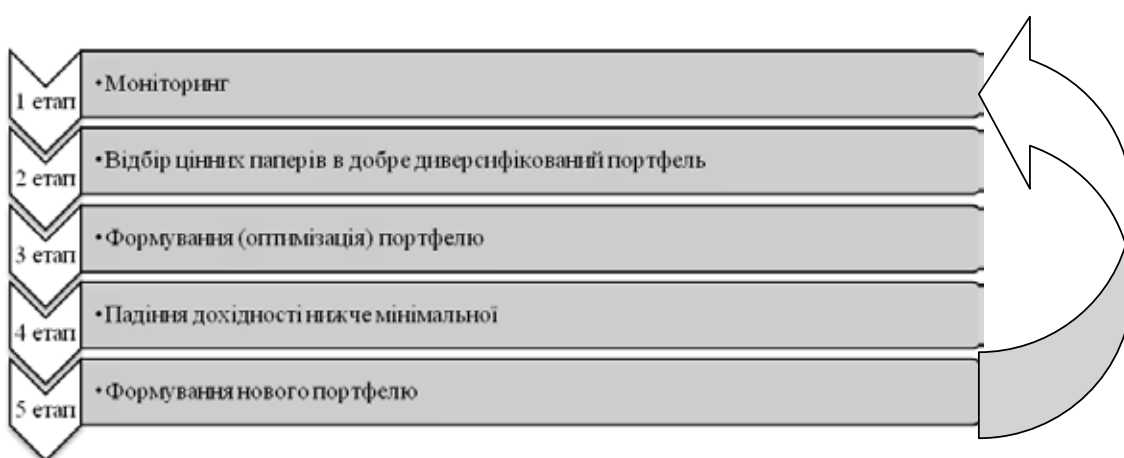 1 етап
•Моніторинг
2 етап
•Відбір цінних паперів в добре диверсифікований портфель
3 етап
•Формування (оптимізація) портфелю
4 етап
•Падіння дохідності нижче мінімальної
5 етап
•Формування нового портфелю